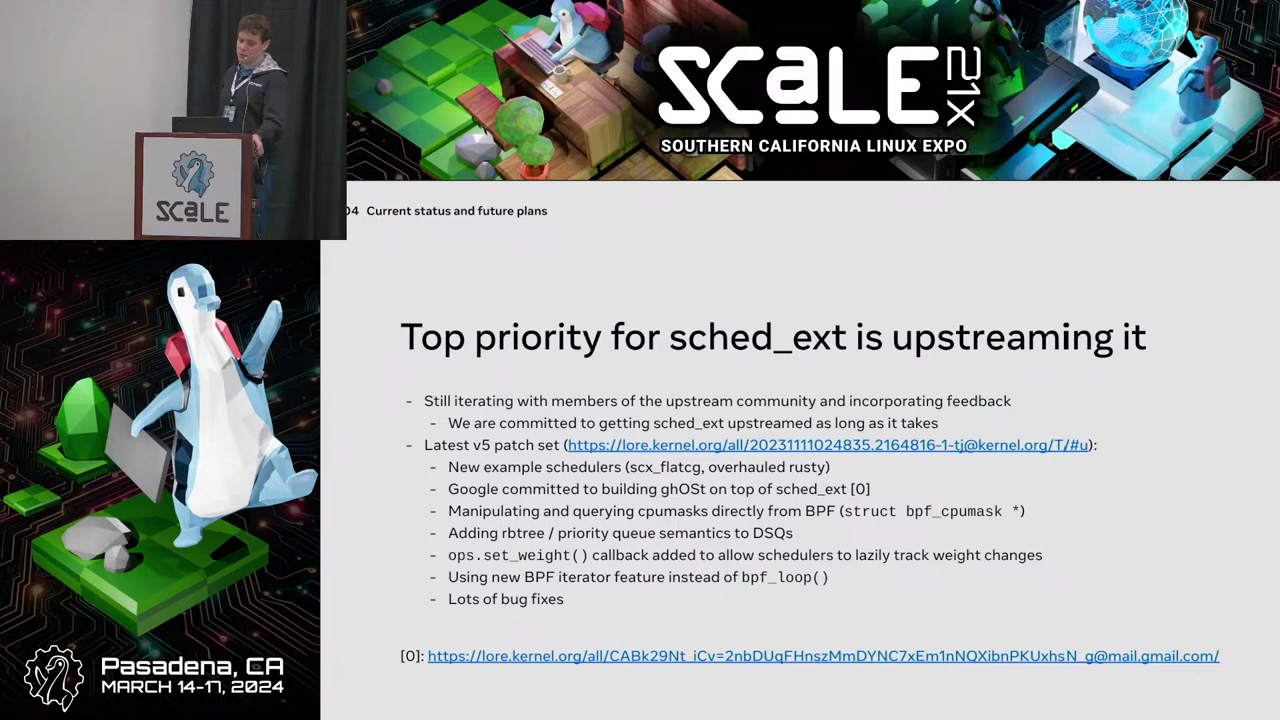 SCALE 21X
SOUTHERN CALIFORNIA LINUX EXPO
SCALE
04 Current status and future plans
Top priority for sched_ext is upstreaming it
- Still iterating with members of the upstream community and incorporating feedback
- We are committed to getting sched_ext upstreamed as long as it takes
- Latest v5 patch set (https://lore.kernel.org/all/20231111024835.2164816-1-tj@kernel.org/T/#u):
- New example schedulers (scx_flatcg, overhauled rusty)
- Google committed to building ghOSt on top of sched_ext [0]
- Manipulating and querying cpumasks directly from BPF (struct bpf_cpumask *)
- Adding rbtree / priority queue semantics to DSQs
- ops.set_weight() callback added to allow schedulers to lazily track weight changes
- Using new BPF iterator feature instead of bpf_loop()
- Lots of bug fixes
[0]: https://lore.kernel.org/all/CABk29Nt_iCv=2nbDUqFHnszMmDYNC7xEm1nNQXibnPKUxhsN_g@mail.gmail.com/
Pasadena, CA
MARCH 14-17, 2024